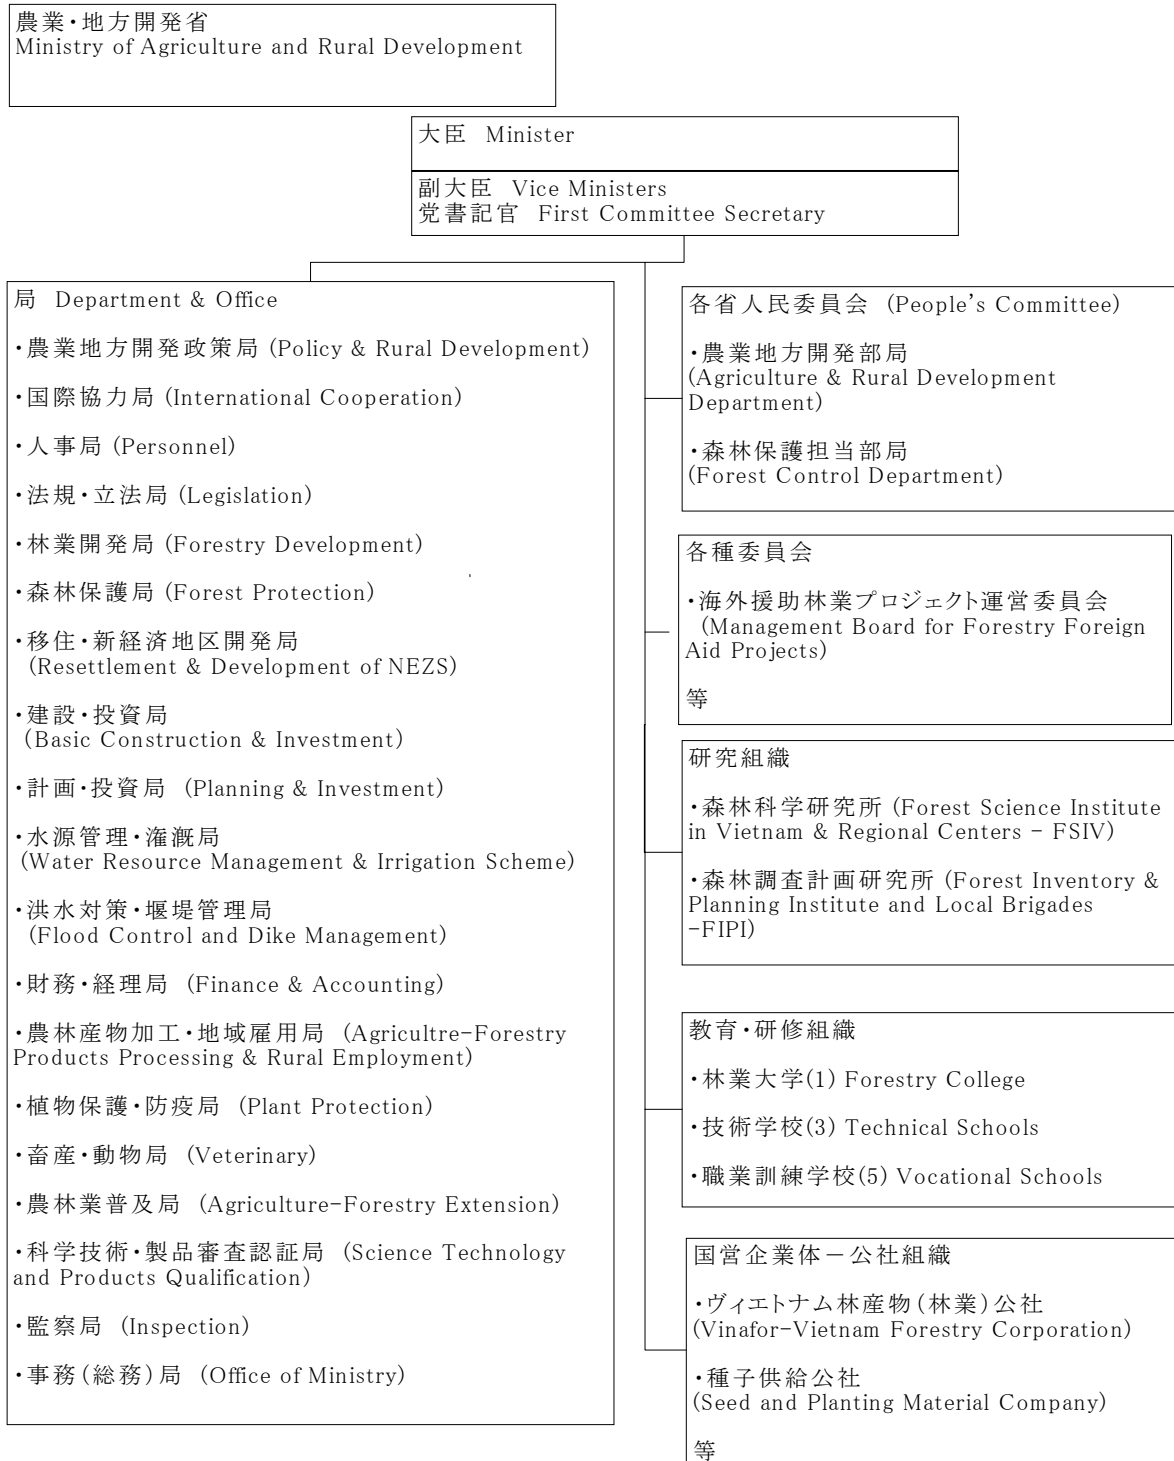 農業・地方開発省
Ministry of Agriculture and Rural Development
大臣 Minister
副大臣 Vice Ministers
党書記官 First Committee Secretary
局 Department & Office
・農業地方開発政策局 (Policy & Rural Development)
・国際協力局 (International Cooperation)
・人事局 (Personnel)
・法規・立法局 (Legislation)
・林業開発局 (Forestry Development)
・森林保護局 (Forest Protection)
・移住・新経済地区開発局
(Resettlement & Development of NEZS)
・建設・投資局
(Basic Construction & Investment)
・計画・投資局 (Planning & Investment)
・水源管理・潅漑局
(Water Resource Management & Irrigation Scheme)
・洪水対策・堰堤管理局
(Flood Control and Dike Management)
・財務・経理局 (Finance & Accounting)
・農林産物加工・地域雇用局 (Agricultre-Forestry
Products Processing & Rural Employment)
・植物保護・防疫局 (Plant Protection)
・畜産・動物局 (Veterinary)
・農林業普及局 (Agriculture-Forestry Extension)
・科学技術・製品審査認証局 (Science Technology
and Products Qualification)
・監察局 (Inspection)
・事務(総務)局 (Office of Ministry)
各省人民委員会 (People's Committee)
・農業地方開発部局
(Agriculture & Rural Development
Department)
・森林保護担当部局
(Forest Control Department)
各種委員会
・海外援助林業プロジェクト運営委員会
(Management Board for Forestry Foreign
Aid Projects)
等
研究組織
・森林科学研究所 (Forest Science Institute
in Vietnam & Regional Centers - FSIV)
・森林調査計画研究所 (Forest Inventory &
Planning Institute and Local Brigades
-FIPI)
教育・研修組織
・林業大学(1) Forestry College
・技術学校(3) Technical Schools
・職業訓練学校(5) Vocational Schools
国営企業体－公社組織
・ヴィエトナム林産物(林業)公社
(Vinafor-Vietnam Forestry Corporation)
・種子供給公社
(Seed and Planting Material Company)
等